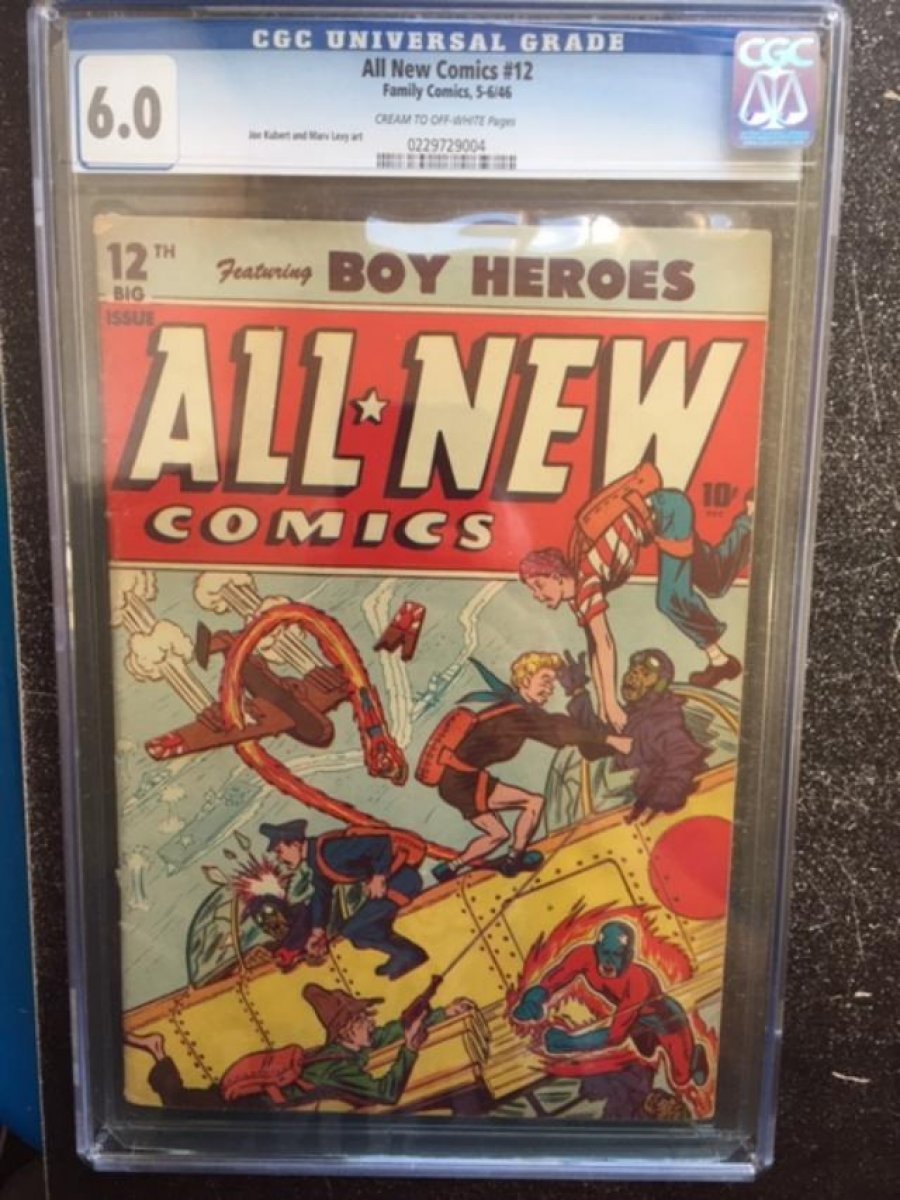 CGC UNIVERSAL GRADE
CGC
6.0
All New Comics #12
Family Comics, 5-6/46
CREAM TO OFF-WHITE Pages
Joe Kubert and Marv Levy art
0229729004
12TH
BIG
ISSUE
Featuring BOY HEROES
ALL NEW
COMICS
10¢